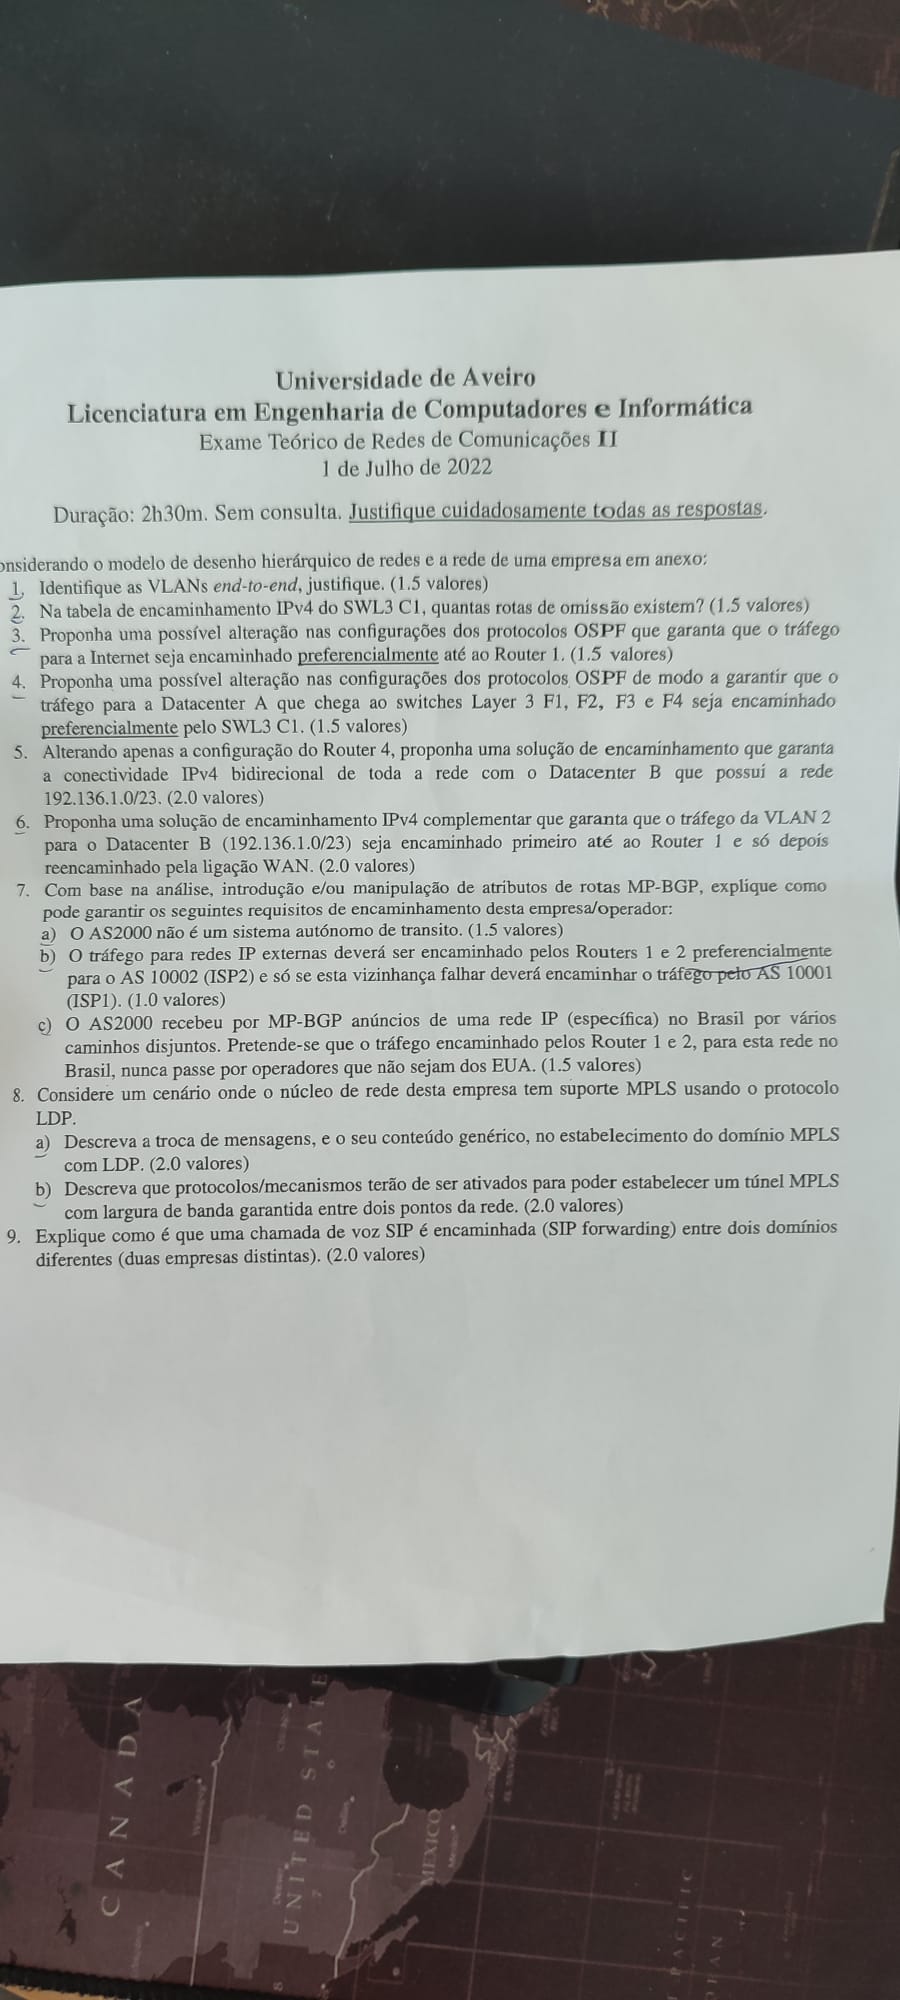 Universidade de Aveiro
Licenciatura em Engenharia de Computadores e Informática
Exame Teórico de Redes de Comunicações II
1 de Julho de 2022
Duração: 2h30m. Sem consulta. Justifique cuidadosamente todas as respostas.
onsiderando o modelo de desenho hierárquico de redes e a rede de uma empresa em anexo:
1. Identifique as VLANs end-to-end, justifique. (1.5 valores)
2. Na tabela de encaminhamento IPv4 do SWL3 C1, quantas rotas de omissão existem? (1.5 valores)
3. Proponha uma possível alteração nas configurações dos protocolos OSPF que garanta que o tráfego
para a Internet seja encaminhado preferencialmente até ao Router 1. (1.5 valores)
4. Proponha uma possível alteração nas configurações dos protocolos OSPF de modo a garantir que o
tráfego para a Datacenter A que chega ao switches Layer 3 F1, F2, F3 e F4 seja encaminhado
preferencialmente pelo SWL3 C1. (1.5 valores)
5. Alterando apenas a configuração do Router 4, proponha uma solução de encaminhamento que garanta
a conectividade IPv4 bidirecional de toda a rede com o Datacenter B que possui a rede
192.136.1.0/23. (2.0 valores)
6. Proponha uma solução de encaminhamento IPv4 complementar que garanta que o tráfego da VLAN 2
para o Datacenter B (192.136.1.0/23) seja encaminhado primeiro até ao Router 1 e só depois
reencaminhado pela ligação WAN. (2.0 valores)
7. Com base na análise, introdução e/ou manipulação de atributos de rotas MP-BGP, explique como
pode garantir os seguintes requisitos de encaminhamento desta empresa/operador:
a) O AS2000 não é um sistema autónomo de transito. (1.5 valores)
b) O tráfego para redes IP externas deverá ser encaminhado pelos Routers 1 e 2 preferencialmente
para o AS 10002 (ISP2) e só se esta vizinhança falhar deverá encaminhar o tráfego pelo AS 10001
(ISP1). (1.0 valores)
c) O AS2000 recebeu por MP-BGP anúncios de uma rede IP (específica) no Brasil por vários
caminhos disjuntos. Pretende-se que o tráfego encaminhado pelos Router 1 e 2, para esta rede no
Brasil, nunca passe por operadores que não sejam dos EUA. (1.5 valores)
8. Considere um cenário onde o núcleo de rede desta empresa tem suporte MPLS usando o protocolo
LDP.
a) Descreva a troca de mensagens, e o seu conteúdo genérico, no estabelecimento do domínio MPLS
com LDP. (2.0 valores)
b) Descreva que protocolos/mecanismos terão de ser ativados para poder estabelecer um túnel MPLS
com largura de banda garantida entre dois pontos da rede. (2.0 valores)
9. Explique como é que uma chamada de voz SIP é encaminhada (SIP forwarding) entre dois domínios
diferentes (duas empresas distintas). (2.0 valores)
CANADA
UNITED STATE
MEXICO